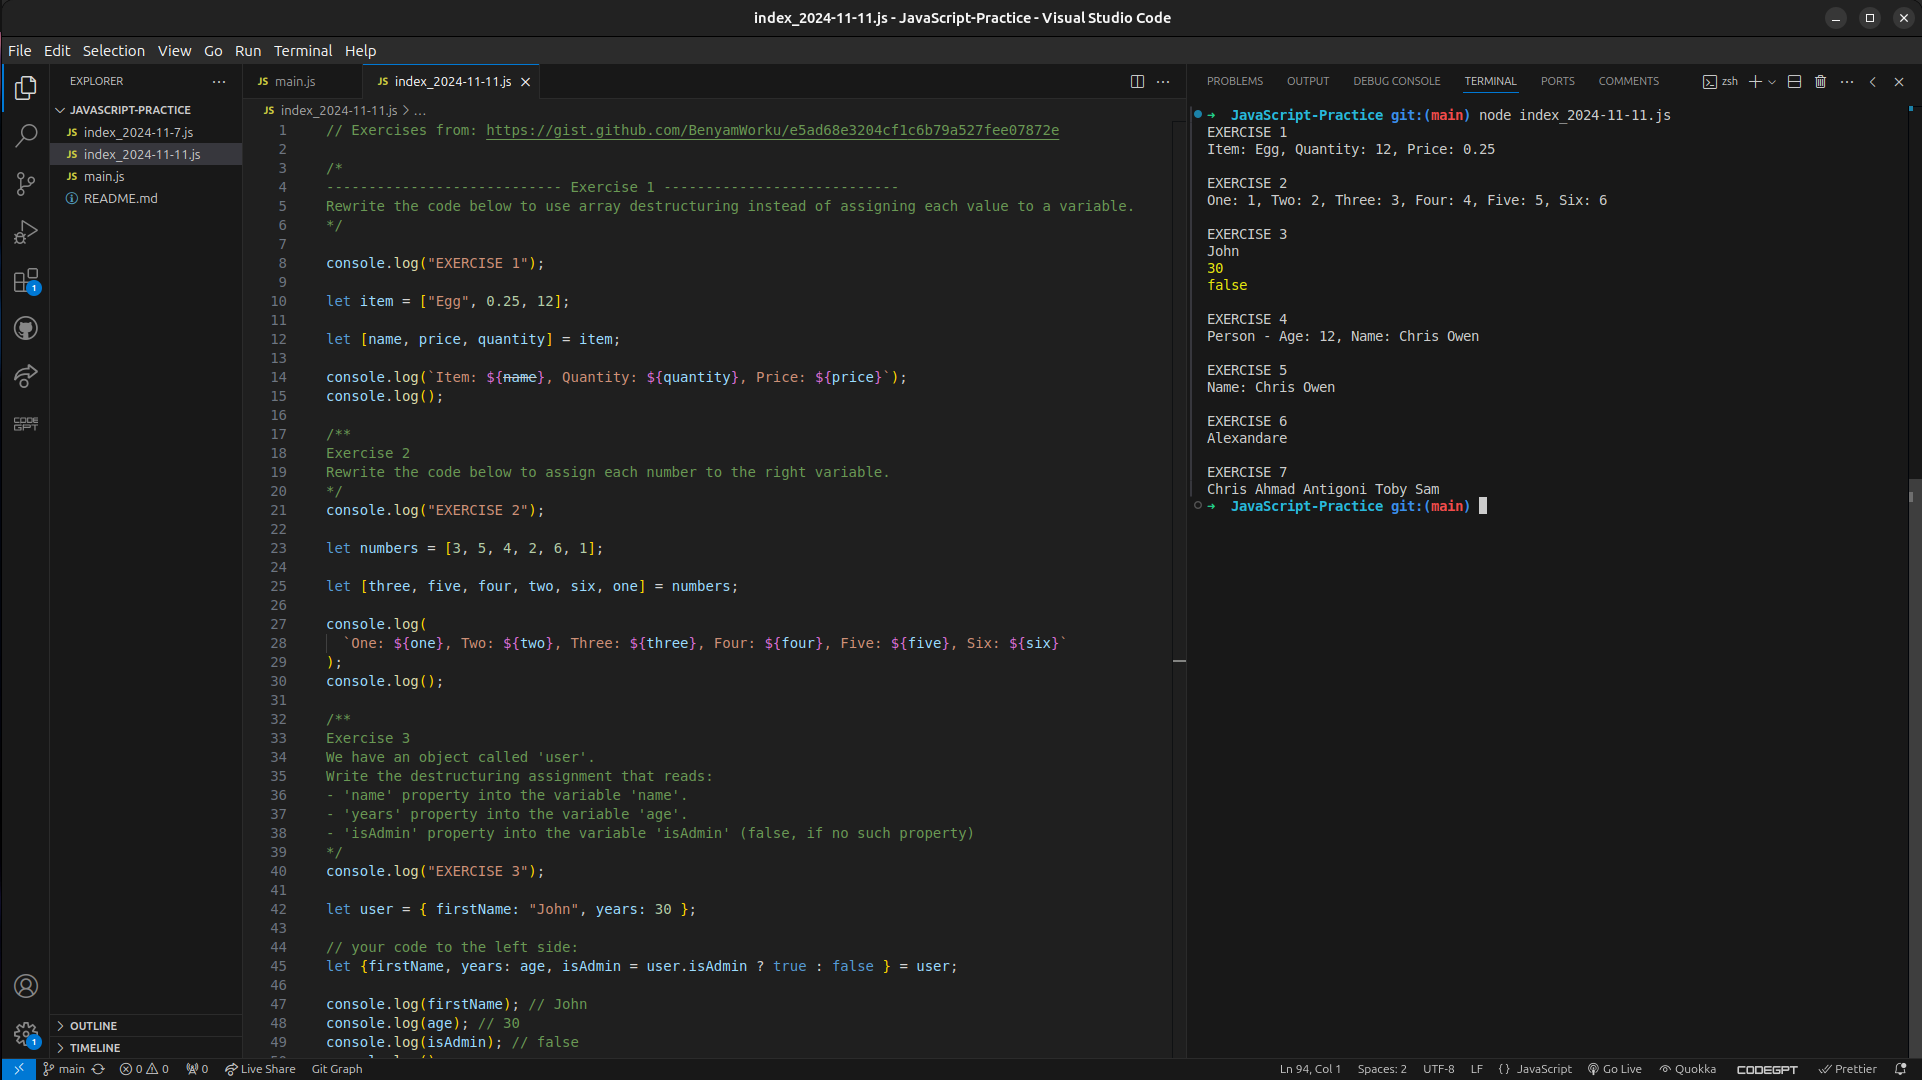 index_2024-11-11.js - JavaScript-Practice - Visual Studio Code
File Edit Selection View Go Run Terminal Help
EXPLORER
JAVASCRIPT-PRACTICE
JS index_2024-11-7.js
JS index_2024-11-11.js
JS main.js
README.md
OUTLINE
TIMELINE
1
CODE GPT
1
JS main.js
JS index_2024-11-11.js
JS index_2024-11-11.js > ...
1 // Exercises from: https://gist.github.com/BenyamWorku/e5ad68e3204cf1c6b79a527fee07872e
2
3 /*
4 ---------------------------- Exercise 1 ----------------------------
5 Rewrite the code below to use array destructuring instead of assigning each value to a variable.
6 */
7
8 console.log("EXERCISE 1");
9
10 let item = ["Egg", 0.25, 12];
11
12 let [name, price, quantity] = item;
13
14 console.log(`Item: ${name}, Quantity: ${quantity}, Price: ${price}`);
15 console.log();
16
17 /**
18 Exercise 2
19 Rewrite the code below to assign each number to the right variable.
20 */
21 console.log("EXERCISE 2");
22
23 let numbers = [3, 5, 4, 2, 6, 1];
24
25 let [three, five, four, two, six, one] = numbers;
26
27 console.log(
28 `One: ${one}, Two: ${two}, Three: ${three}, Four: ${four}, Five: ${five}, Six: ${six}`
29 );
30 console.log();
31
32 /**
33 Exercise 3
34 We have an object called 'user'.
35 Write the destructuring assignment that reads:
36 - 'name' property into the variable 'name'.
37 - 'years' property into the variable 'age'.
38 - 'isAdmin' property into the variable 'isAdmin' (false, if no such property)
39 */
40 console.log("EXERCISE 3");
41
42 let user = { firstName: "John", years: 30 };
43
44 // your code to the left side:
45 let {firstName, years: age, isAdmin = user.isAdmin ? true : false } = user;
46
47 console.log(firstName); // John
48 console.log(age); // 30
49 console.log(isAdmin); // false
PROBLEMS OUTPUT DEBUG CONSOLE TERMINAL PORTS COMMENTS zsh
➜ JavaScript-Practice git:(main) node index_2024-11-11.js
EXERCISE 1
Item: Egg, Quantity: 12, Price: 0.25
EXERCISE 2
One: 1, Two: 2, Three: 3, Four: 4, Five: 5, Six: 6
EXERCISE 3
John
30
false
EXERCISE 4
Person - Age: 12, Name: Chris Owen
EXERCISE 5
Name: Chris Owen
EXERCISE 6
Alexandare
EXERCISE 7
Chris Ahmad Antigoni Toby Sam
➜ JavaScript-Practice git:(main)
main 0 0 0 Live Share Git Graph Ln 94, Col 1 Spaces: 2 UTF-8 LF {} JavaScript Go Live Quokka CODEGPT Prettier